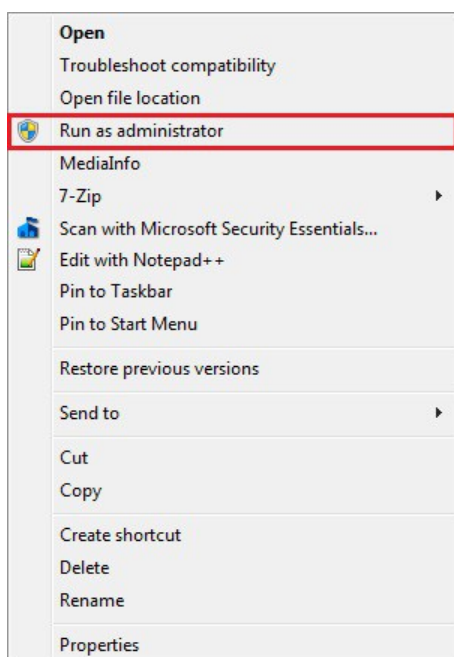 Open
Troubleshoot compatibility
Open file location
Run as administrator
MediaInfo
7-Zip
Scan with Microsoft Security Essentials...
Edit with Notepad++
Pin to Taskbar
Pin to Start Menu
Restore previous versions
Send to
Cut
Copy
Create shortcut
Delete
Rename
Properties